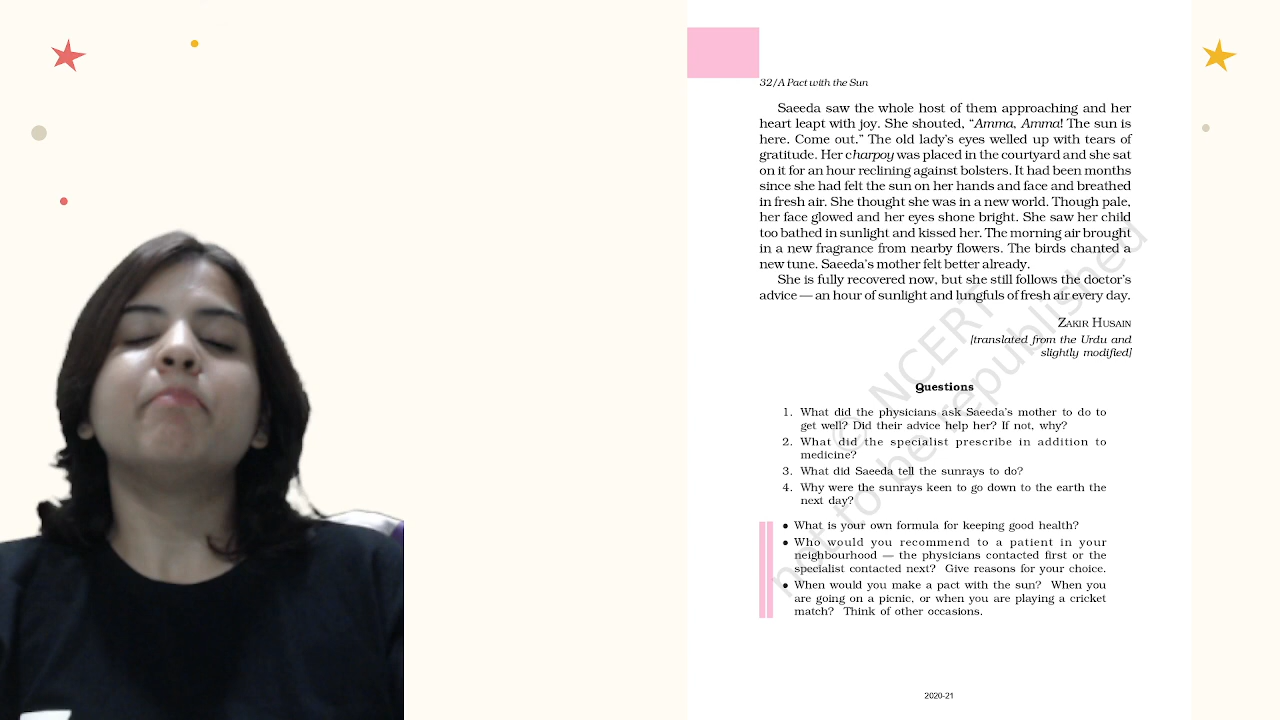 32/A Pact with the Sun
Saeeda saw the whole host of them approaching and her
heart leapt with joy. She shouted, “Amma, Amma! The sun is
here. Come out.” The old lady’s eyes welled up with tears of
gratitude. Her charpoy was placed in the courtyard and she sat
on it for an hour reclining against bolsters. It had been months
since she had felt the sun on her hands and face and breathed
in fresh air. She thought she was in a new world. Though pale,
her face glowed and her eyes shone bright. She saw her child
too bathed in sunlight and kissed her. The morning air brought
in a new fragrance from nearby flowers. The birds chanted a
new tune. Saeeda’s mother felt better already.
She is fully recovered now, but she still follows the doctor’s
advice — an hour of sunlight and lungfuls of fresh air every day.
ZAKIR HUSAIN
[translated from the Urdu and
slightly modified]
Questions
1. What did the physicians ask Saeeda’s mother to do to
get well? Did their advice help her? If not, why?
2. What did the specialist prescribe in addition to
medicine?
3. What did Saeeda tell the sunrays to do?
4. Why were the sunrays keen to go down to the earth the
next day?
• What is your own formula for keeping good health?
• Who would you recommend to a patient in your
neighbourhood — the physicians contacted first or the
specialist contacted next? Give reasons for your choice.
• When would you make a pact with the sun? When you
are going on a picnic, or when you are playing a cricket
match? Think of other occasions.
© NCERT
not to be republished
2020-21